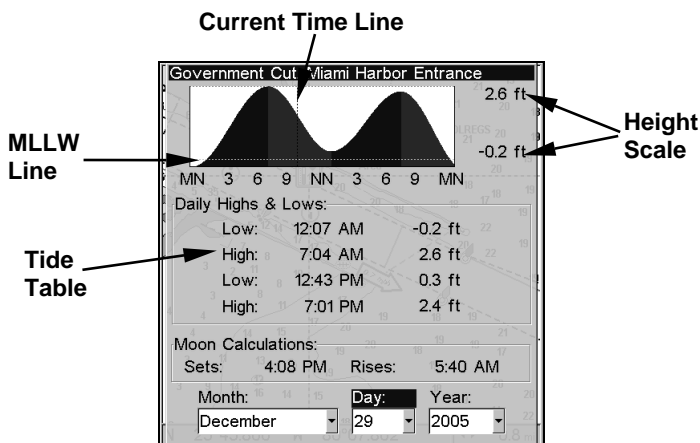 Current Time Line
Government Cut, Miami Harbor Entrance
2.6 ft
Height
Scale
-0.2 ft
MLLW
Line
MN 3 6 9 NN 3 6 9 MN
Daily Highs & Lows:
Low: 12:07 AM -0.2 ft
High: 7:04 AM 2.6 ft
Low: 12:43 PM 0.3 ft
High: 7:01 PM 2.4 ft
Tide
Table
Moon Calculations:
Sets: 4:08 PM Rises: 5:40 AM
Month: Day: Year:
December 29 2005